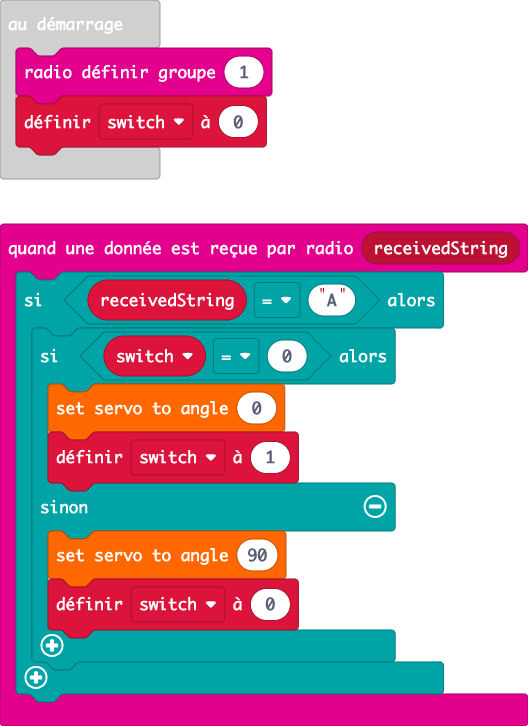 au démarrage
radio définir groupe 1
définir switch à 0
quand une donnée est reçue par radio receivedString
si receivedString = "A" alors
si switch = 0 alors
set servo to angle 0
définir switch à 1
sinon
set servo to angle 90
définir switch à 0